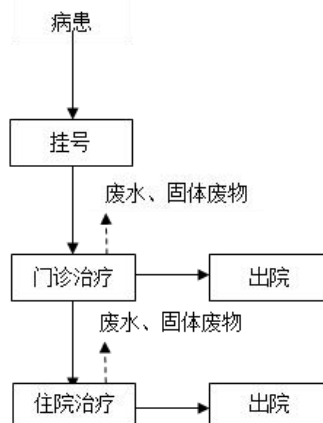 病患
挂号
废水、固体废物
门诊治疗
出院
废水、固体废物
住院治疗
出院